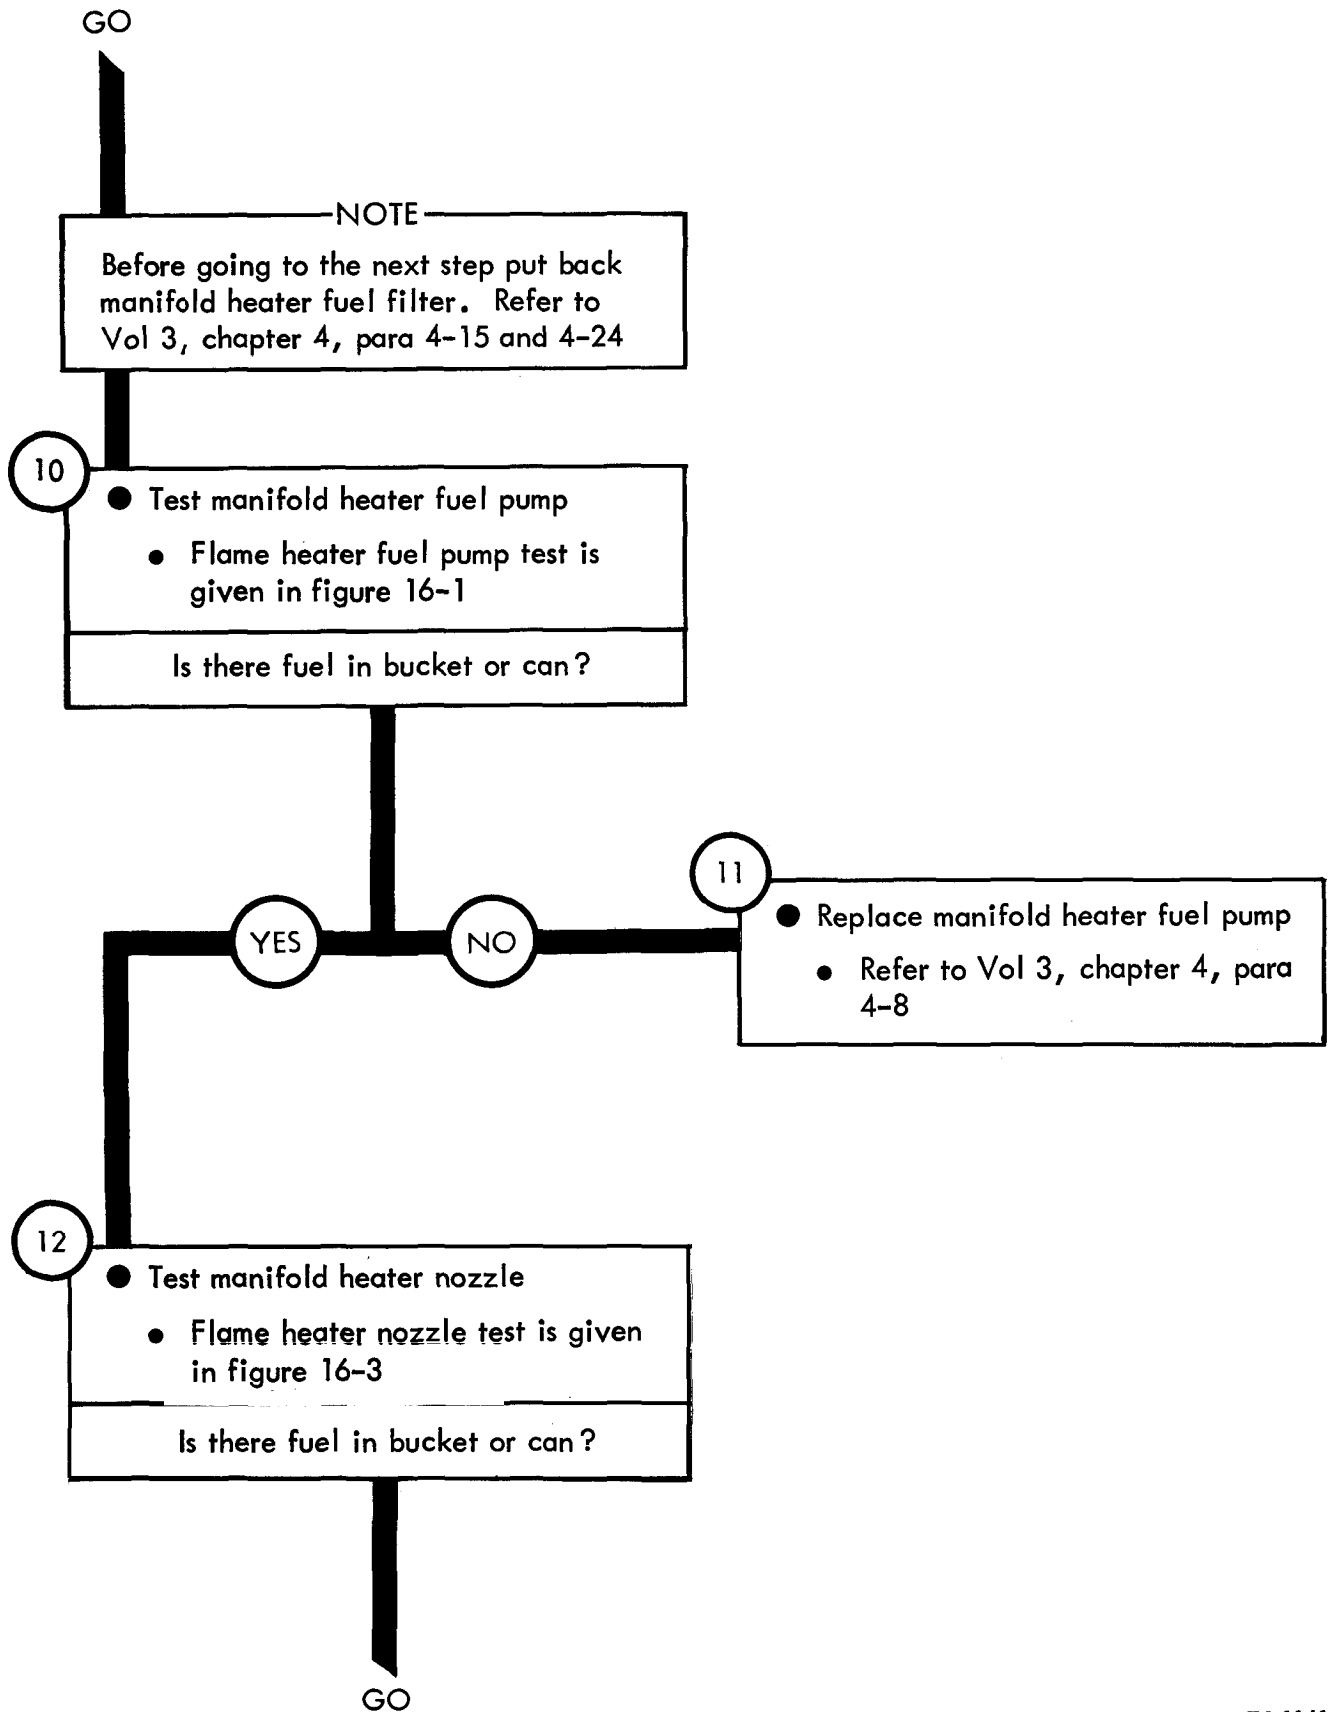 GO
NOTE
Before going to the next step put back
manifold heater fuel filter. Refer to
Vol 3, chapter 4, para 4-15 and 4-24
10
● Test manifold heater fuel pump
● Flame heater fuel pump test is
given in figure 16-1
Is there fuel in bucket or can?
YES
NO
11
● Replace manifold heater fuel pump
● Refer to Vol 3, chapter 4, para
4-8
12
● Test manifold heater nozzle
● Flame heater nozzle test is given
in figure 16-3
Is there fuel in bucket or can?
GO